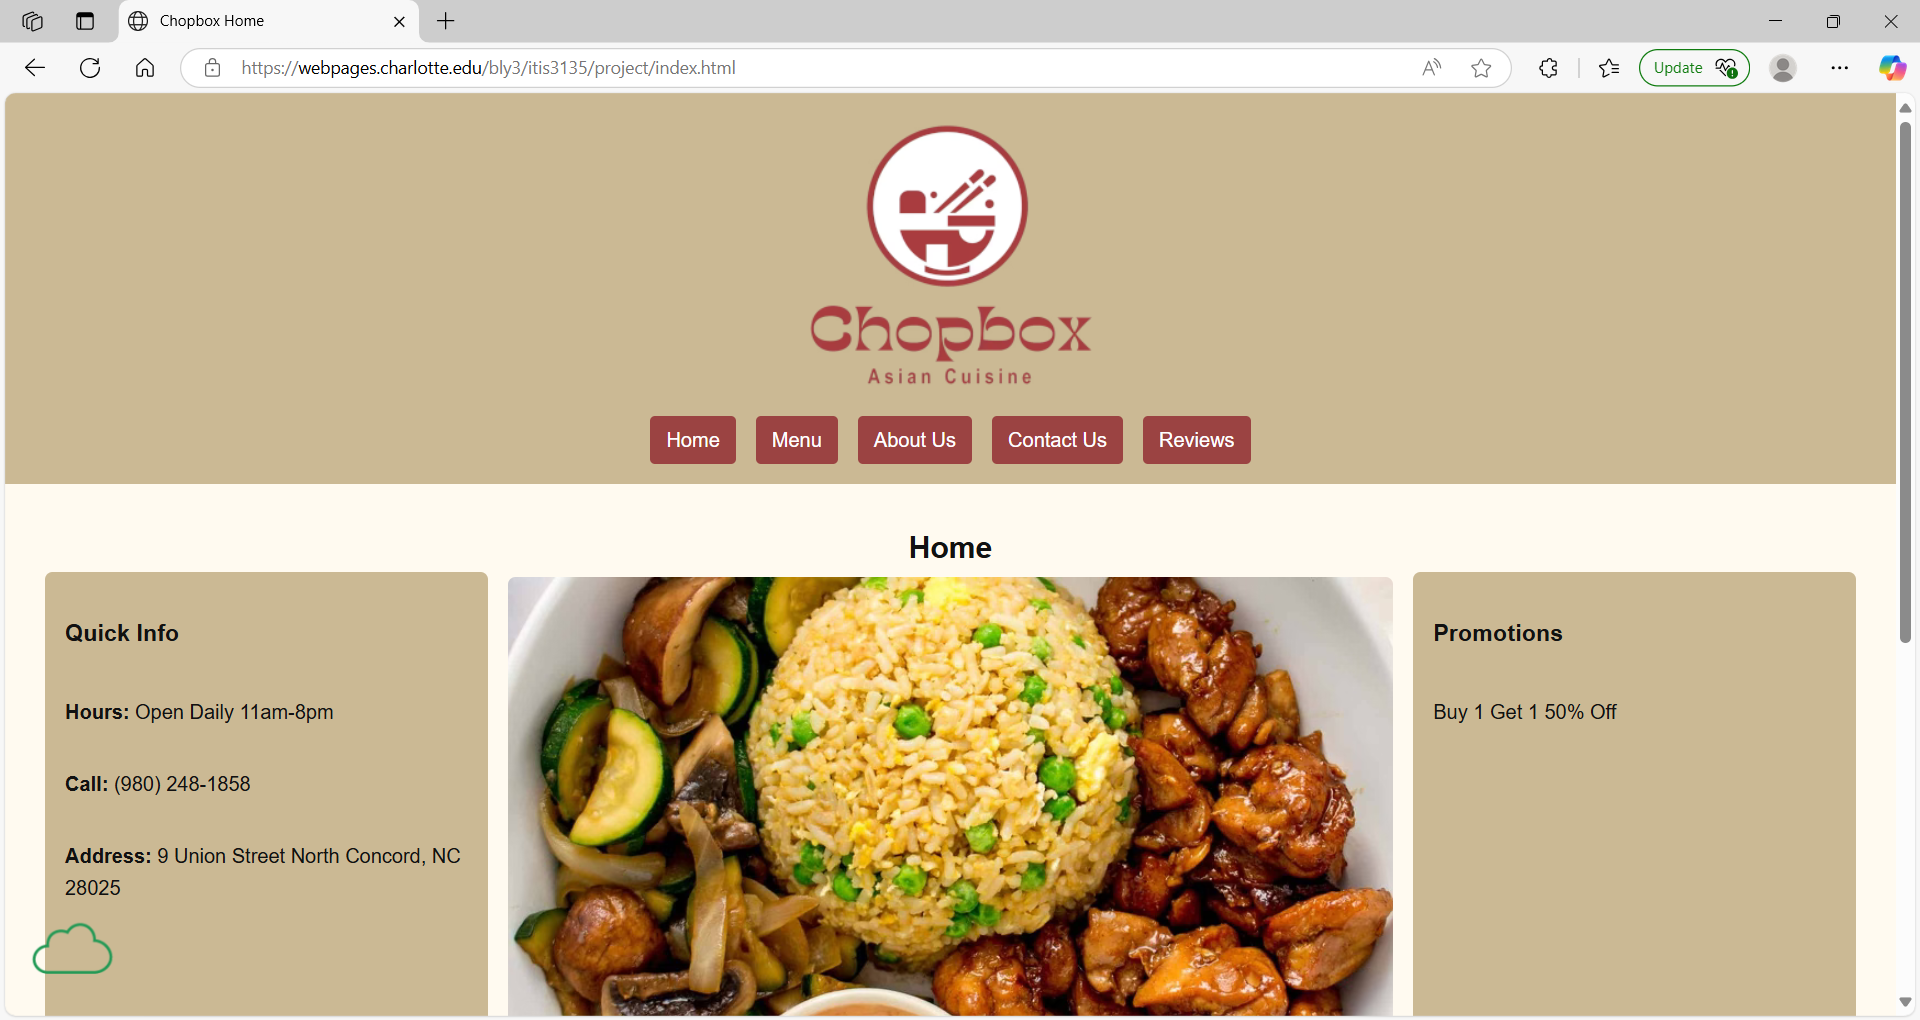 Chopbox Home
https://webpages.charlotte.edu/bly3/itis3135/project/index.html
Update
Chopbox
Asian Cuisine
Home Menu About Us Contact Us Reviews
Home
Quick Info
Hours: Open Daily 11am-8pm
Call: (980) 248-1858
Address: 9 Union Street North Concord, NC
28025
Promotions
Buy 1 Get 1 50% Off